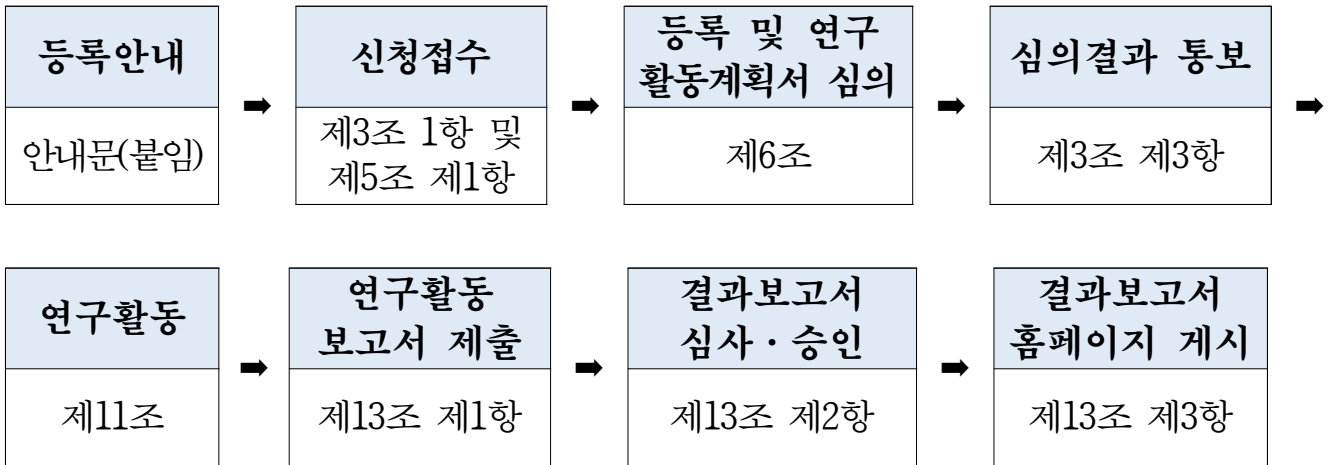 등록안내
➡
신청접수
➡
등록 및 연구
활동계획서 심의
➡
심의결과 통보
➡
안내문(붙임)
제3조 1항 및
제5조 제1항
제6조
제3조 제3항
연구활동
➡
연구활동
보고서 제출
➡
결과보고서
심사·승인
➡
결과보고서
홈페이지 게시
제11조
제13조 제1항
제13조 제2항
제13조 제3항